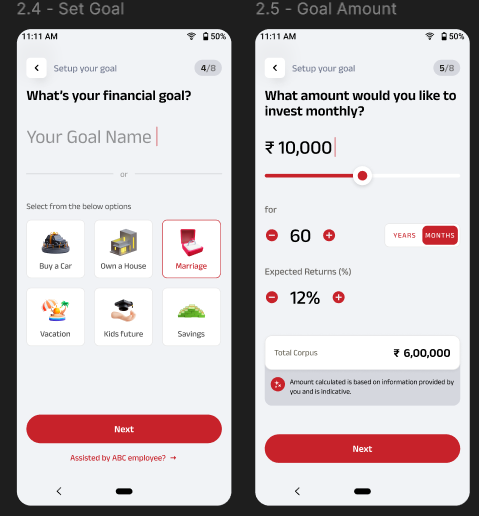 2.4 - Set Goal
11:11 AM
50%
Setup your goal
4/8
What's your financial goal?
Your Goal Name
or
Select from the below options
Buy a Car
Own a House
Marriage
Vacation
Kids future
Savings
Next
Assisted by ABC employee? →
2.5 - Goal Amount
11:11 AM
50%
Setup your goal
5/8
What amount would you like to
invest monthly?
₹ 10,000
for
60
YEARS
MONTHS
Expected Returns (%)
12%
Total Corpus
₹ 6,00,000
Amount calculated is based on information provided by
you and is indicative.
Next